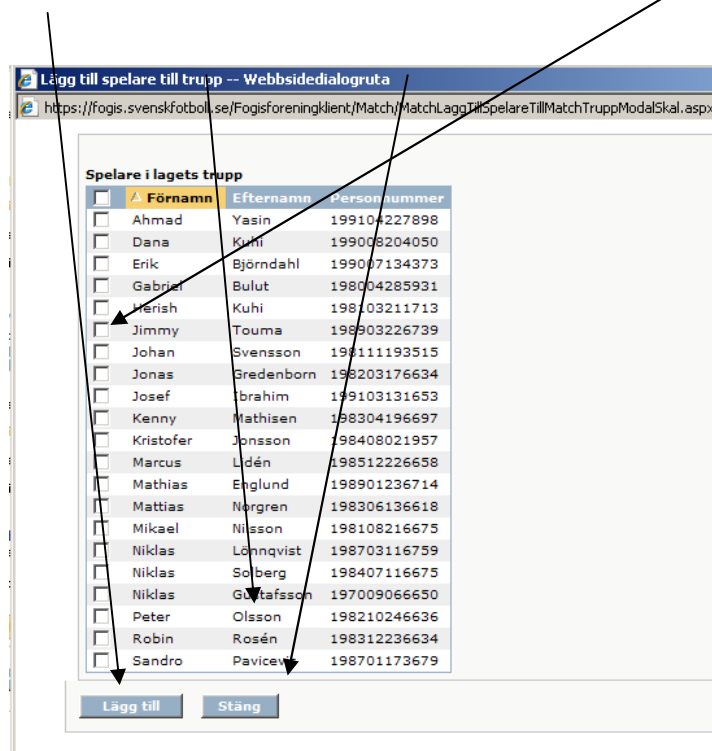 Lägg till spelare till trupp -- Webbsidedialogruta
https://fogis.svenskfotboll.se/Fogisforeningklient/Match/MatchLaggTillSpelareTillMatchTruppModalSkal.aspx
Spelare i lagets trupp
Förnamn Efternamn Personnummer
Ahmad Yasin 199104227898
Dana Kuhi 199008204050
Erik Björndahl 199007134373
Gabriel Bulut 198004285931
Herish Kuhi 198103211713
Jimmy Touma 198903226739
Johan Svensson 198111193515
Jonas Gredenborn 198203176634
Josef Ibrahim 199103131653
Kenny Mathisen 198304196697
Kristofer Jonsson 198408021957
Marcus Lidén 198512226658
Mathias Englund 198901236714
Mattias Norgren 198306136618
Mikael Nilsson 198108216675
Niklas Lönnqvist 198703116759
Niklas Solberg 198407116675
Niklas Gustafsson 197009066650
Peter Olsson 198210246636
Robin Rosén 198312236634
Sandro Pavicevic 198701173679
Lägg till Stäng